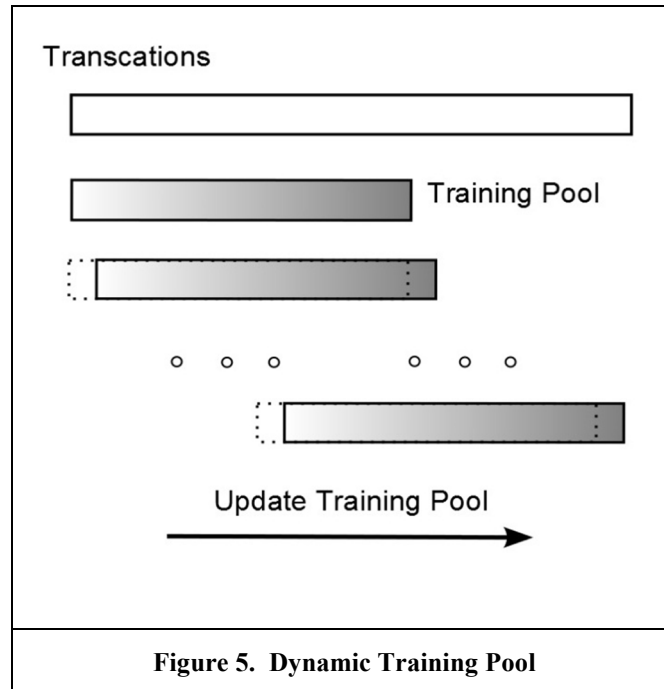 Transcations
Training Pool
Update Training Pool
Figure 5. Dynamic Training Pool